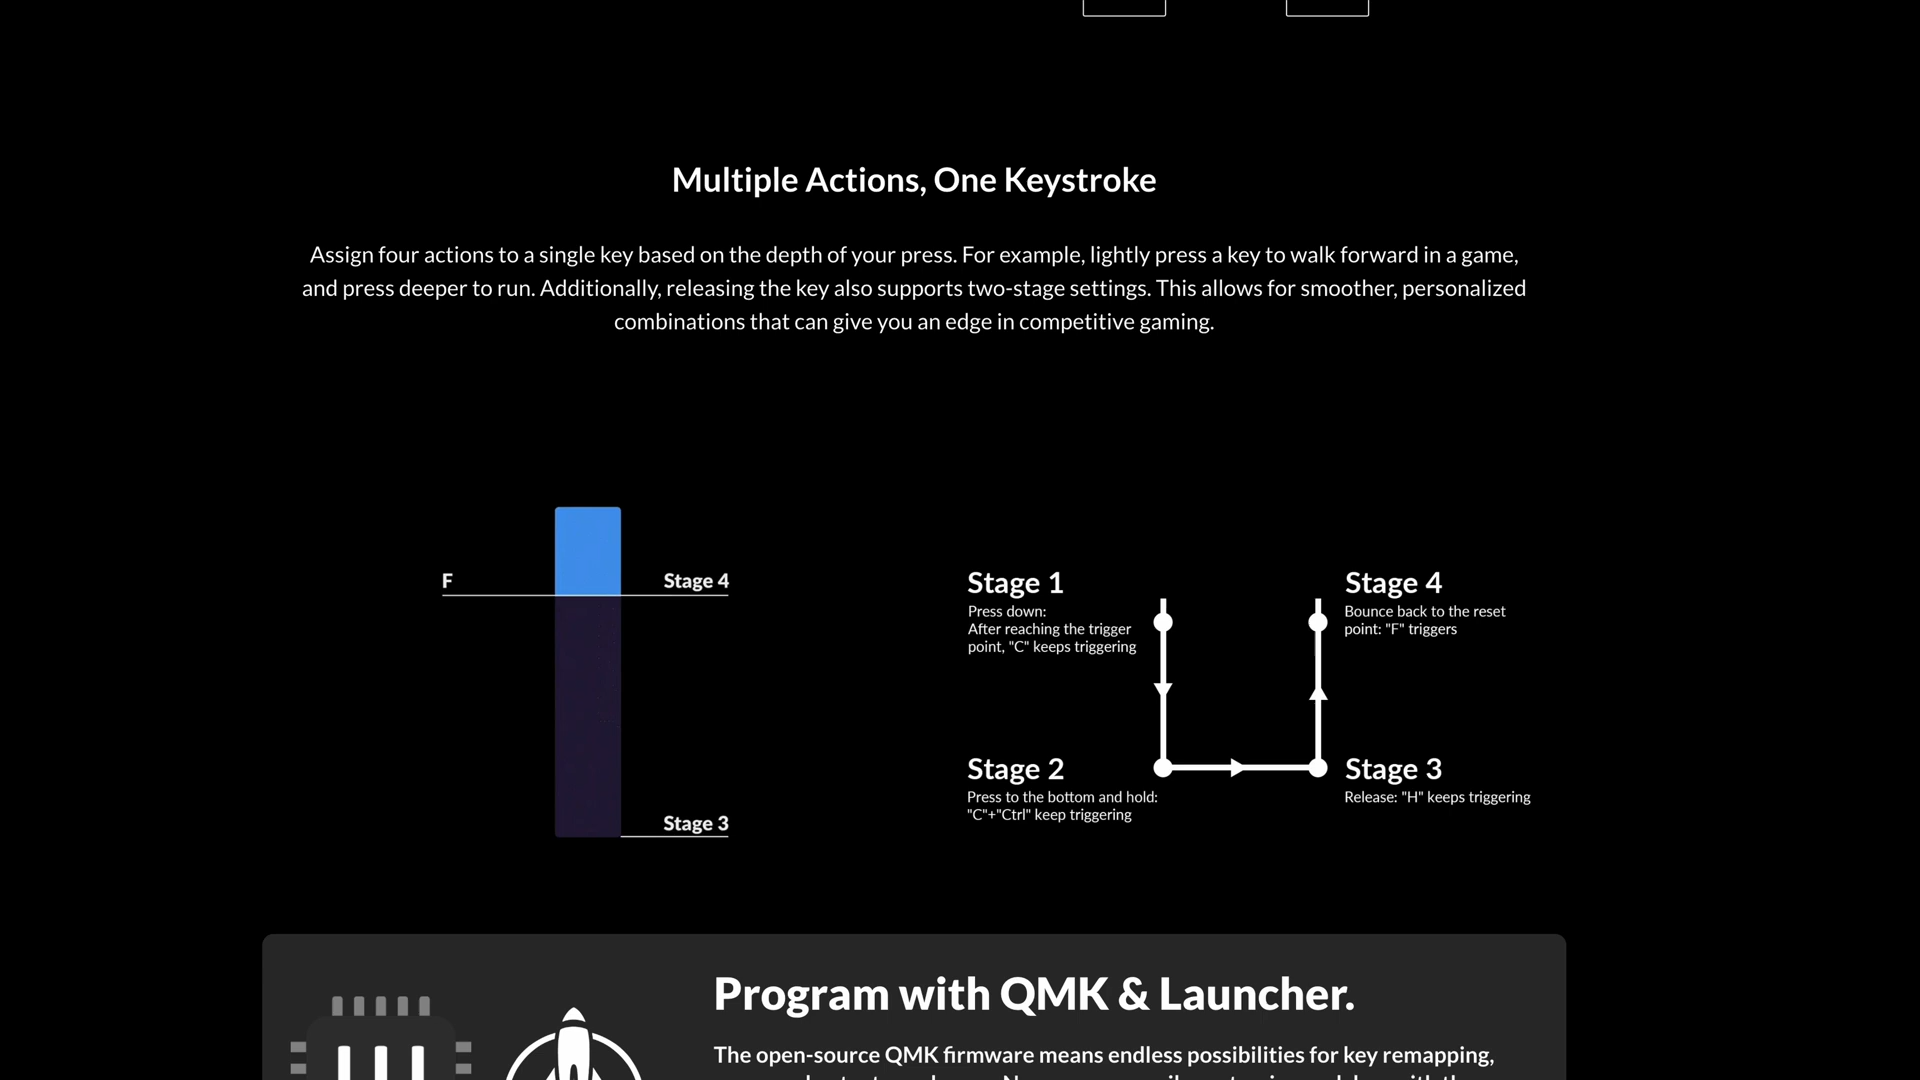 Multiple Actions, One Keystroke
Assign four actions to a single key based on the depth of your press. For example, lightly press a key to walk forward in a game,
and press deeper to run. Additionally, releasing the key also supports two-stage settings. This allows for smoother, personalized
combinations that can give you an edge in competitive gaming.
F
Stage 4
Stage 3
Stage 1
Press down:
After reaching the trigger
point, "C" keeps triggering
Stage 4
Bounce back to the reset
point: "F" triggers
Stage 2
Press to the bottom and hold:
"C"+"Ctrl" keep triggering
Stage 3
Release: "H" keeps triggering
Program with QMK & Launcher.
The open-source QMK firmware means endless possibilities for key remapping,